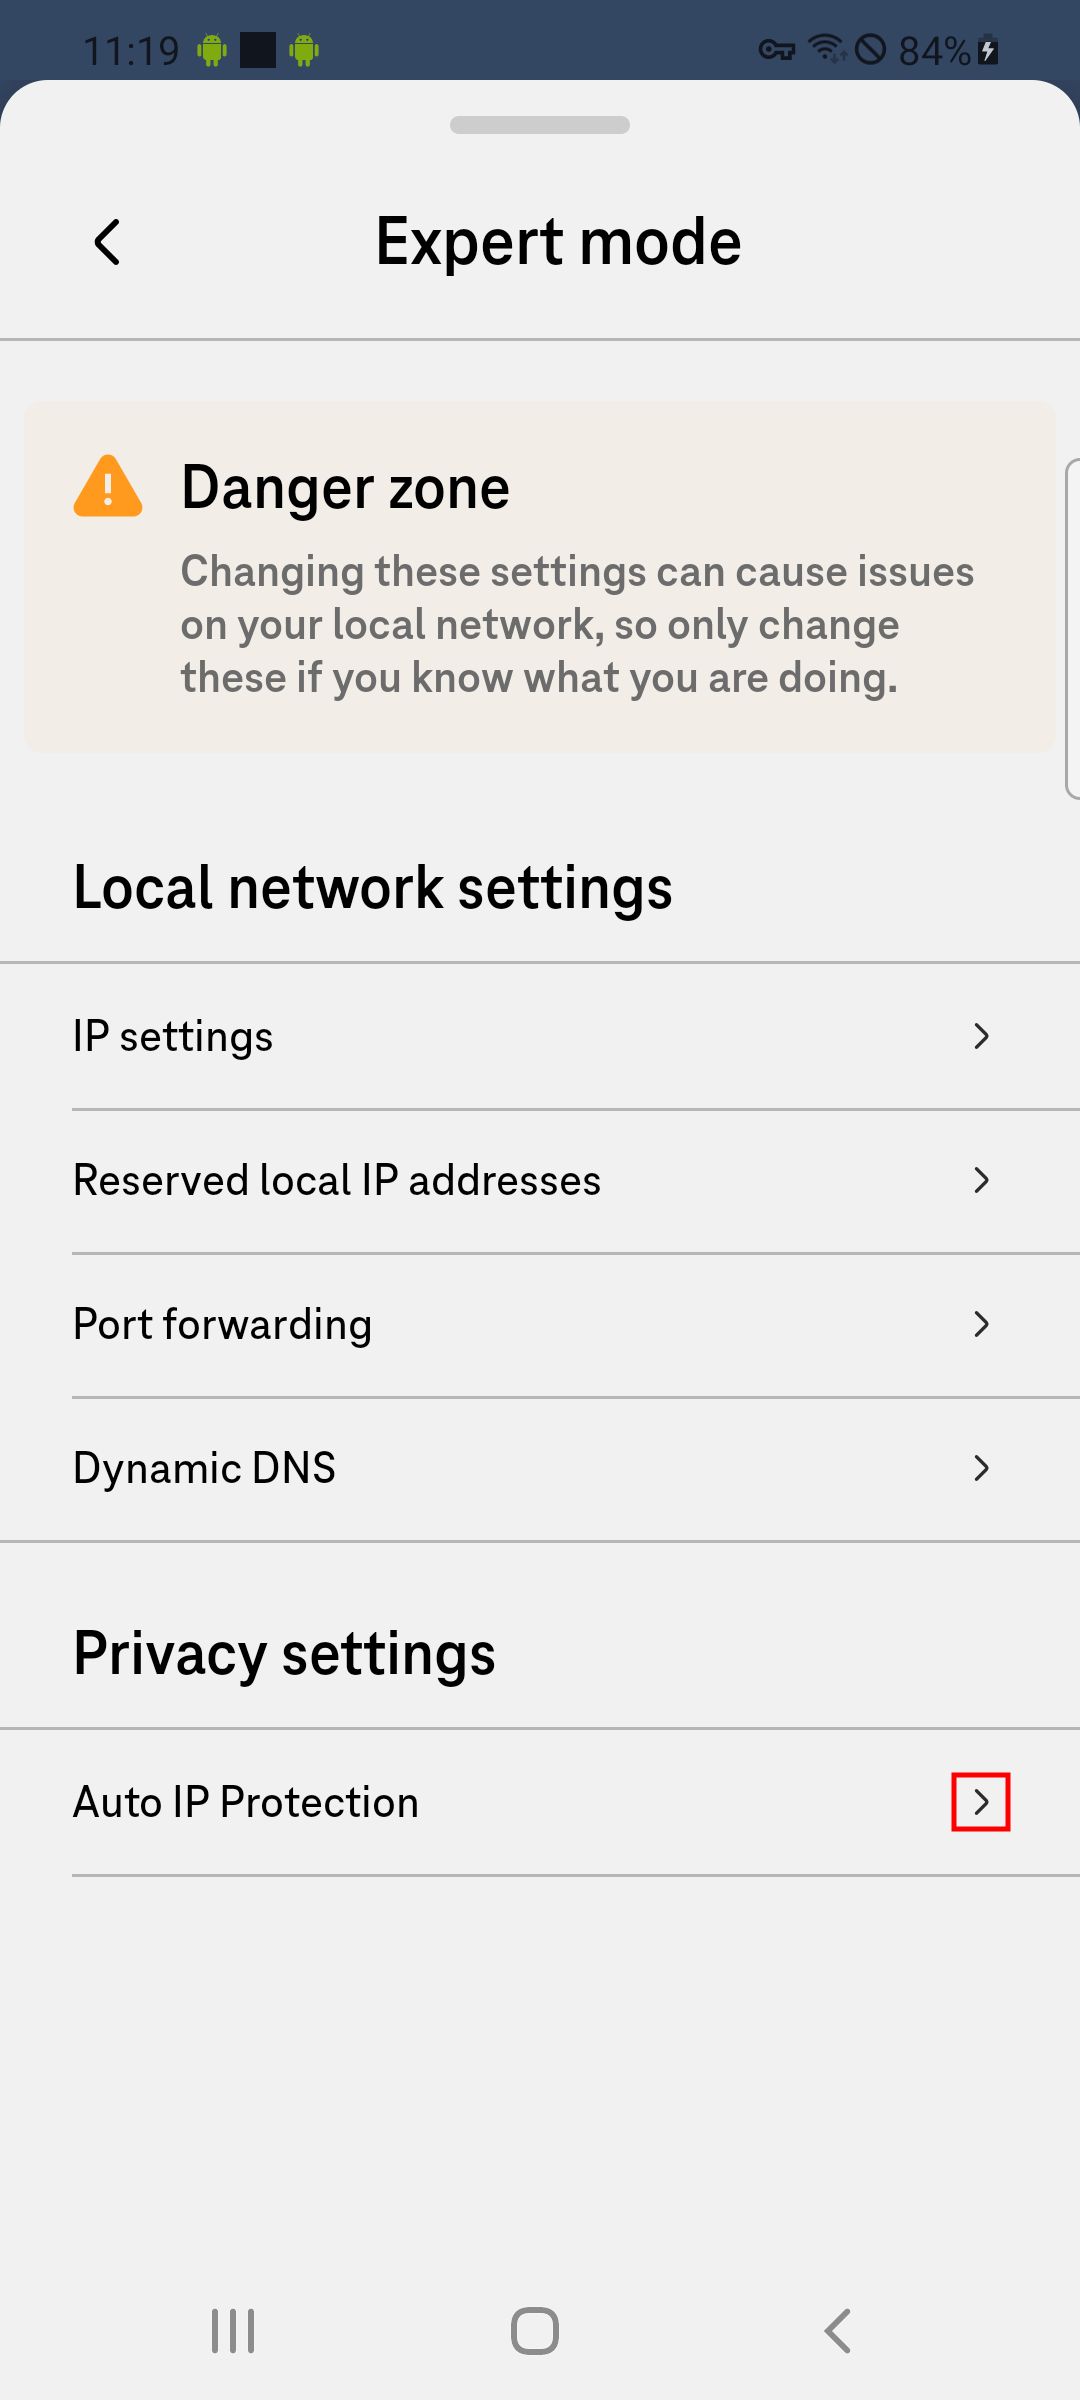 11:19
84%
Expert mode
Danger zone
Changing these settings can cause issues
on your local network, so only change
these if you know what you are doing.
Local network settings
IP settings
Reserved local IP addresses
Port forwarding
Dynamic DNS
Privacy settings
Auto IP Protection